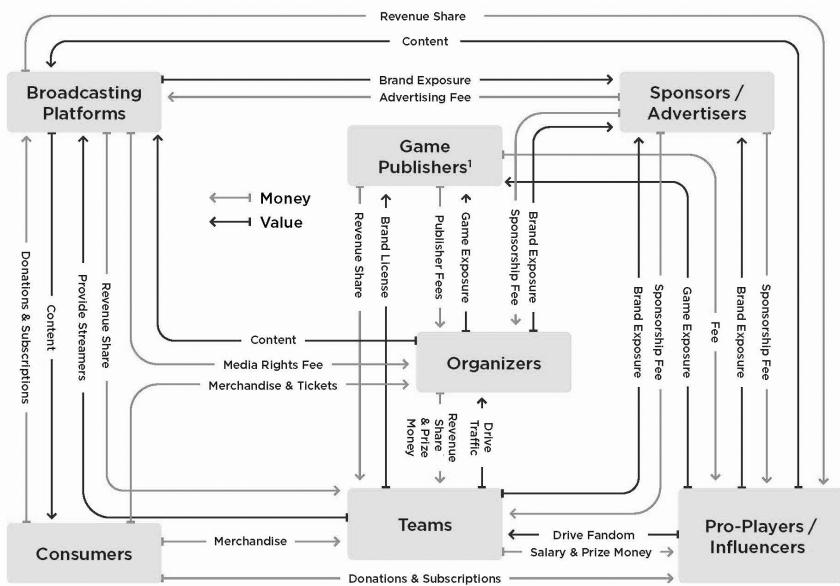 Revenue Share
Content
Brand Exposure
Advertising Fee
Broadcasting
Platforms
Sponsors /
Advertisers
Game
Publishers¹
Money
Value
Donations & Subscriptions
Content
Provide Streamers
Revenue Share
Revenue Share
Brand License
Publisher Fees
Game Exposure
Sponsorship Fee
Brand Exposure
Brand Exposure
Sponsorship Fee
Game Exposure
Fee
Brand Exposure
Sponsorship Fee
Content
Media Rights Fee
Merchandise & Tickets
Organizers
Revenue
Share
& Prize
Money
Drive
Traffic
Consumers
Merchandise
Teams
Drive Fandom
Salary & Prize Money
Pro-Players /
Influencers
Donations & Subscriptions